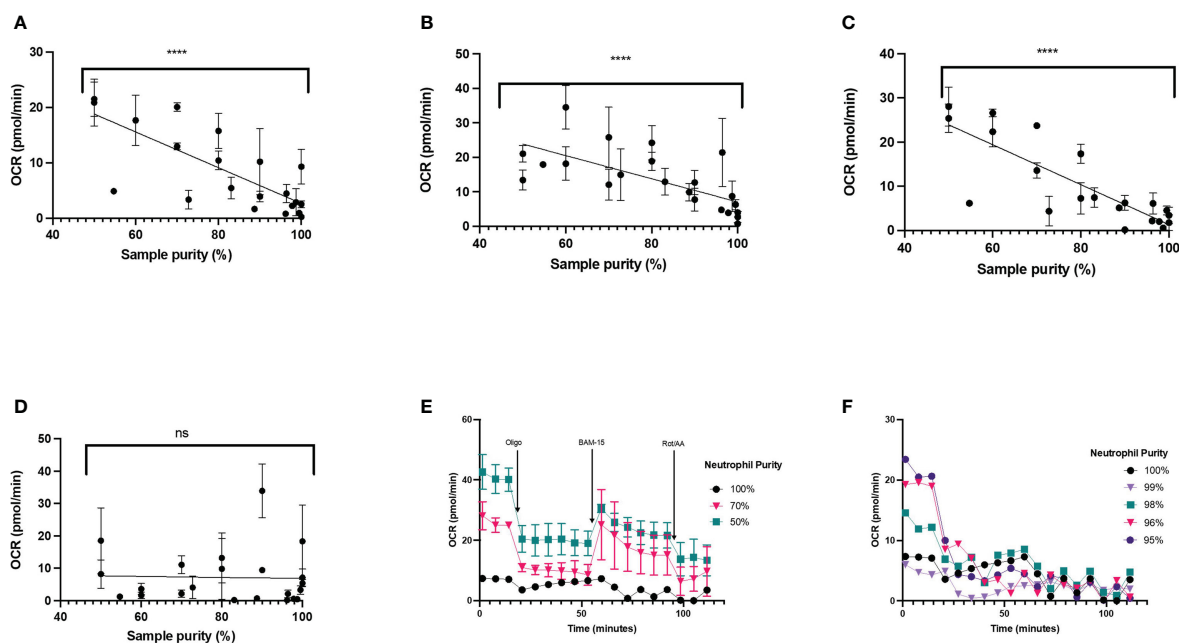 A
****
OCR (pmol/min)
30
20
10
0
40
60
80
100
Sample purity (%)
B
****
OCR (pmol/min)
50
40
30
20
10
0
40
60
80
100
Sample purity (%)
C
****
OCR (pmol/min)
40
30
20
10
0
40
60
80
100
Sample purity (%)
D
ns
OCR (pmol/min)
50
40
30
20
10
0
40
60
80
100
Sample purity (%)
E
OCR (pmol/min)
60
40
20
0
0
50
100
Time (minutes)
Oligo
BAM-15
Rot/AA
Neutrophil Purity
100%
70%
50%
F
OCR (pmol/min)
30
20
10
0
0
50
100
Time (minutes)
Neutrophil Purity
100%
99%
98%
96%
95%